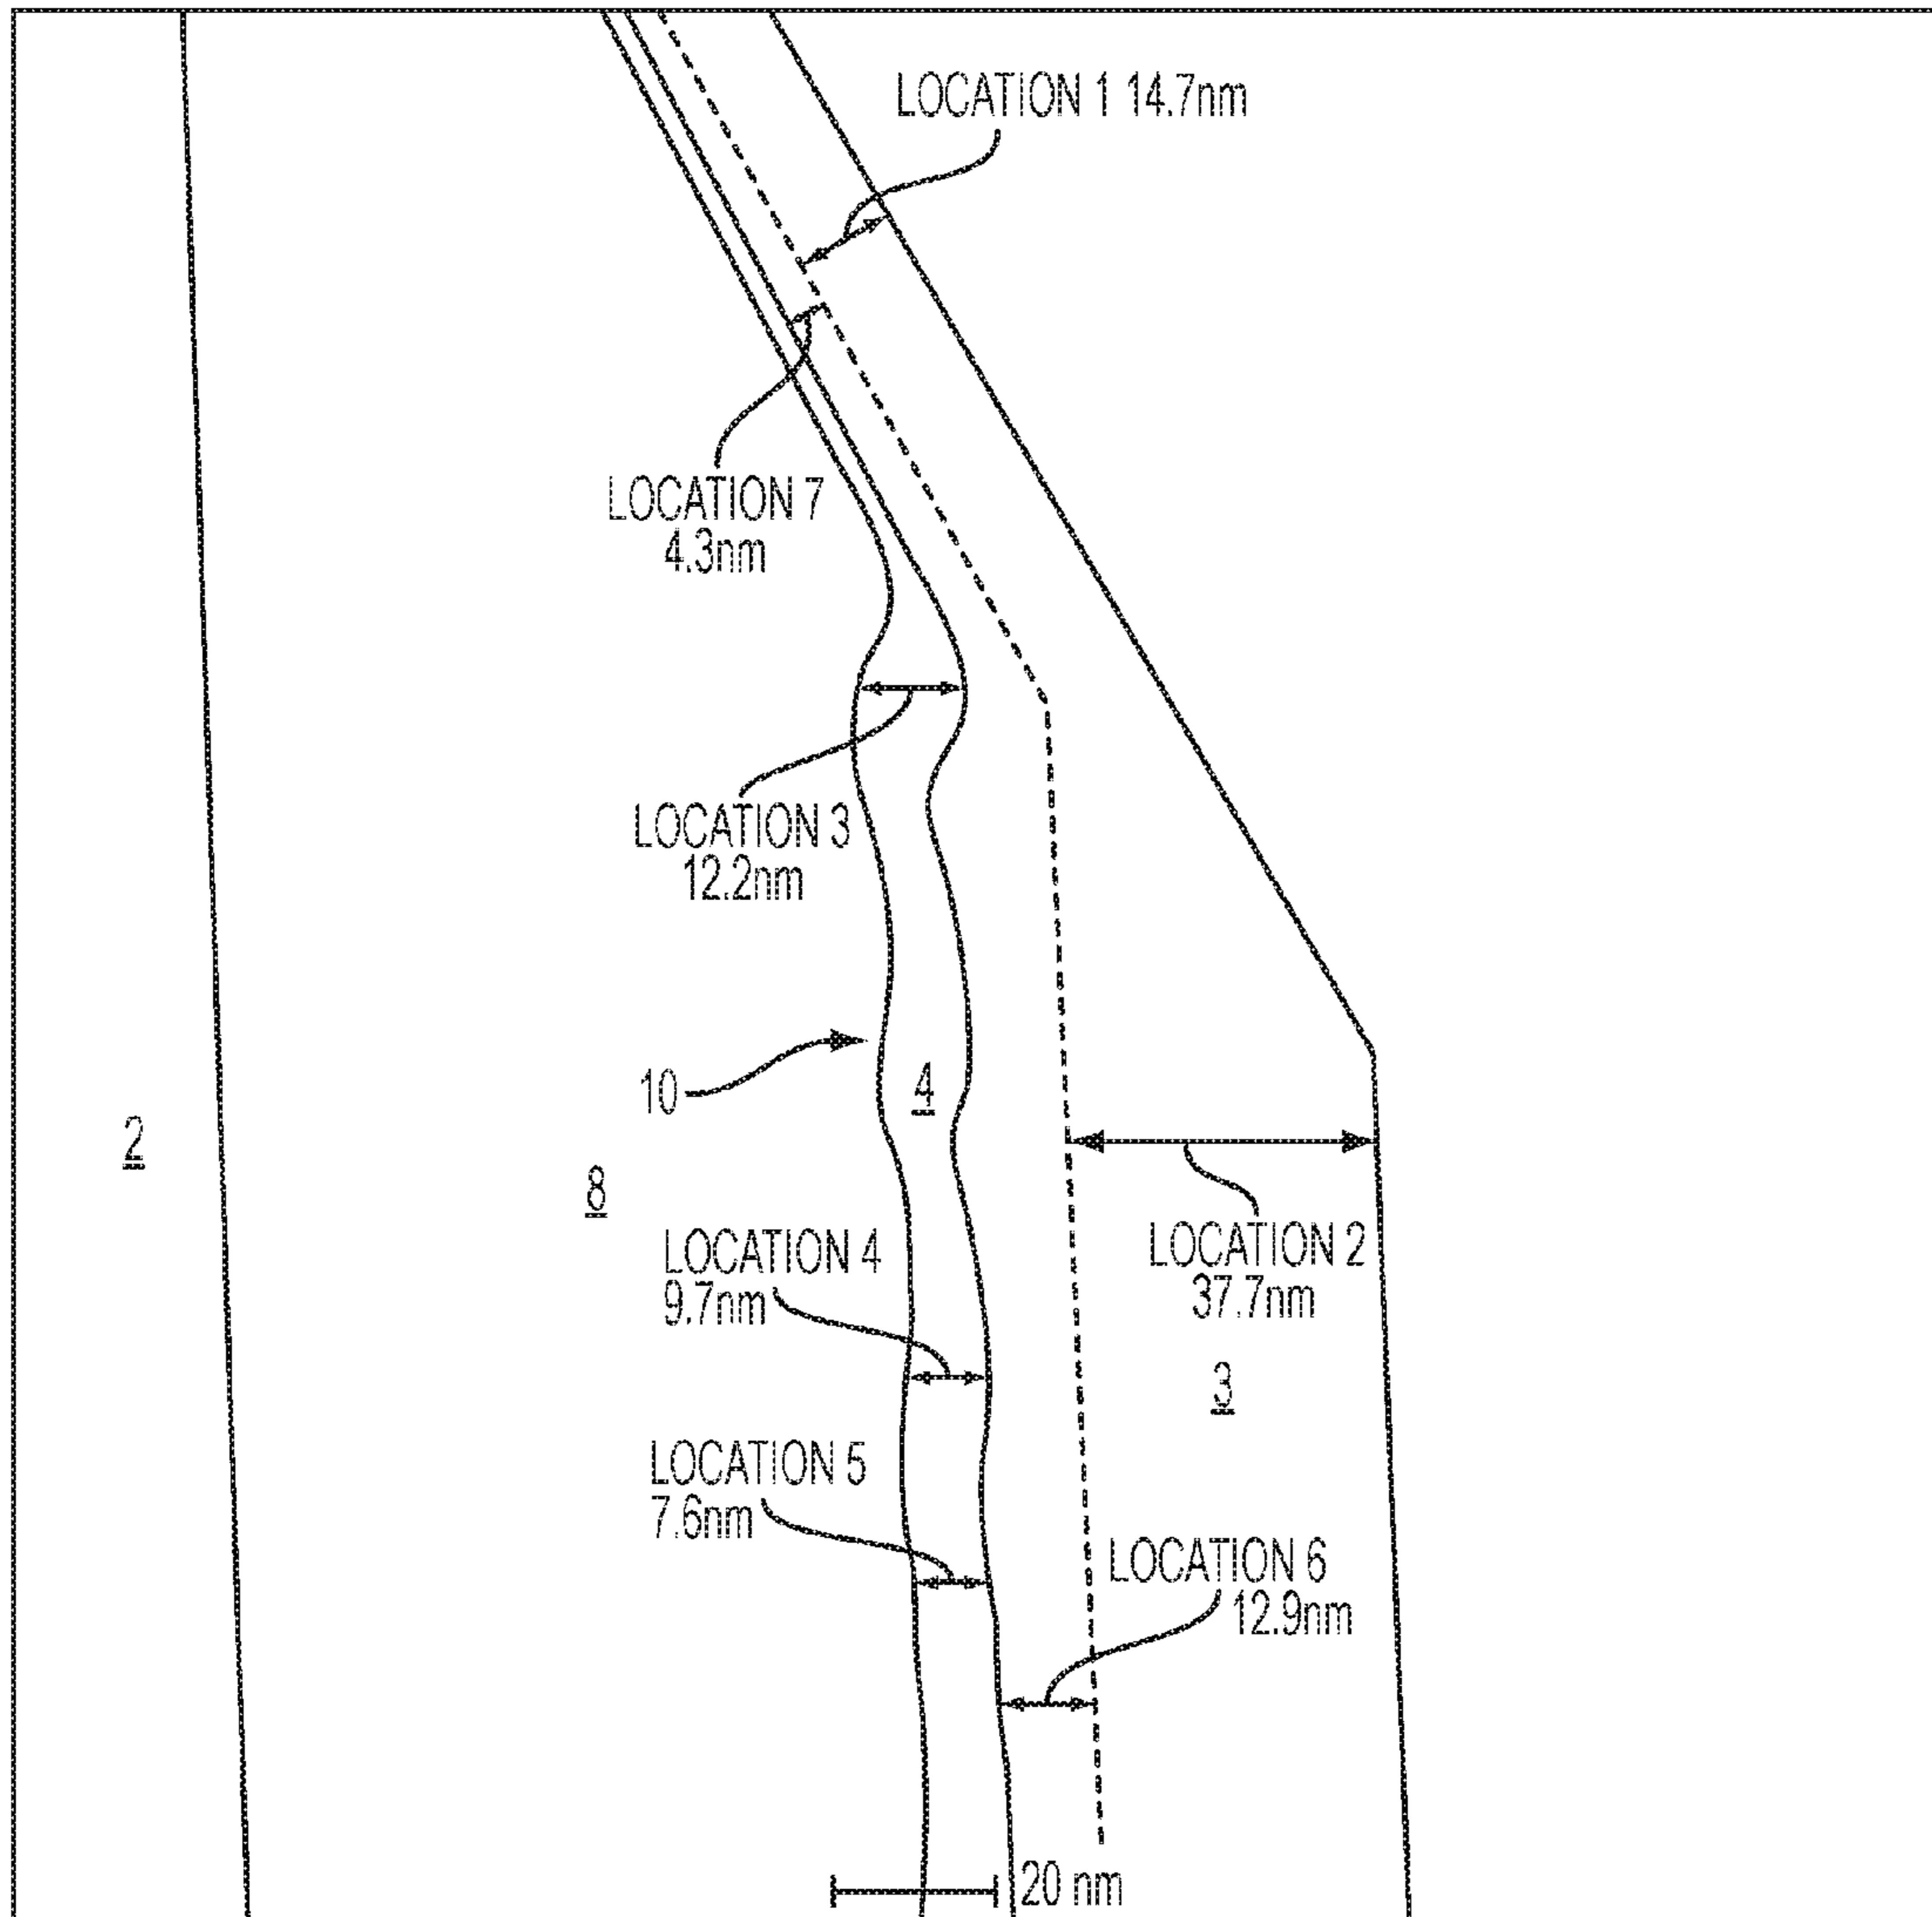 LOCATION 1 14.7nm
LOCATION 7
4.3nm
LOCATION 3
12.2nm
10
4
2
8
LOCATION 4
9.7nm
LOCATION 2
37.7nm
3
LOCATION 5
7.6nm
LOCATION 6
12.9nm
20 nm